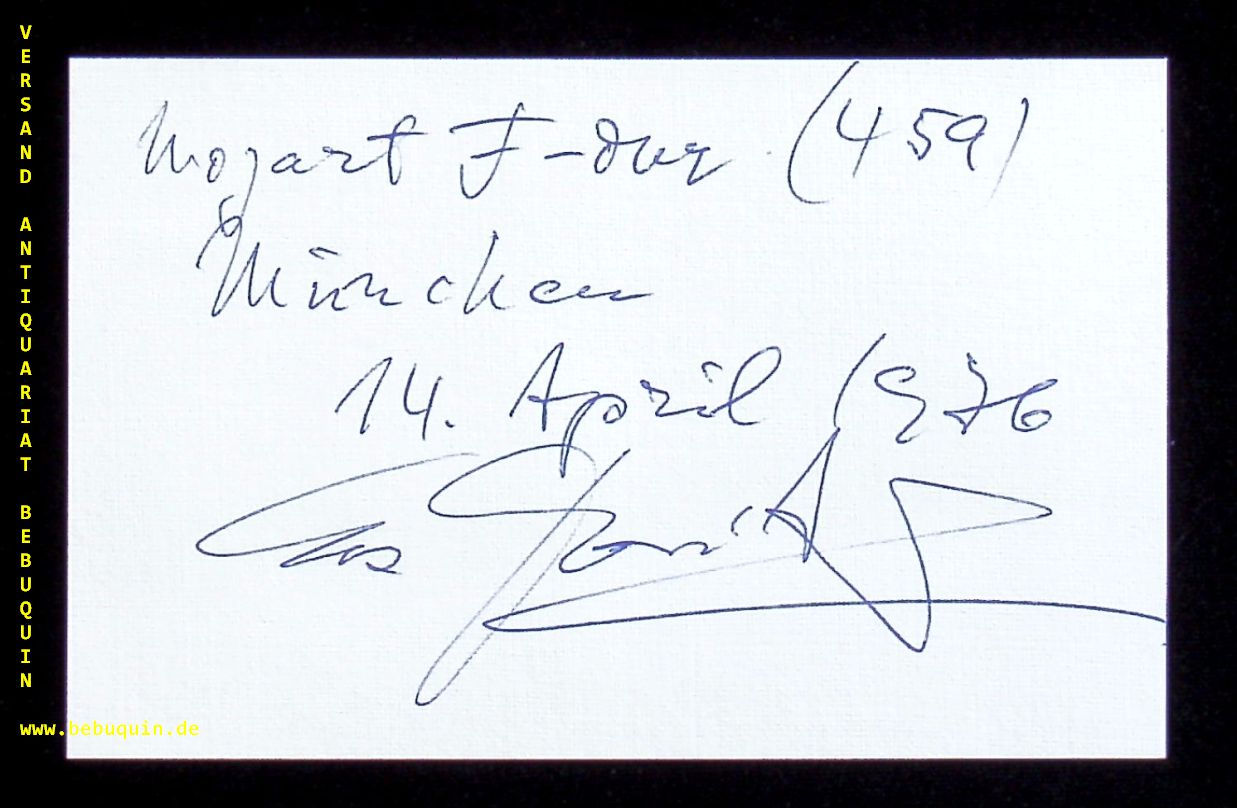 VERSAND ANTIQUARIAT BEBUQUIN
Mozart F-dur (459)
München
14. April 1976
www.bebuquin.de